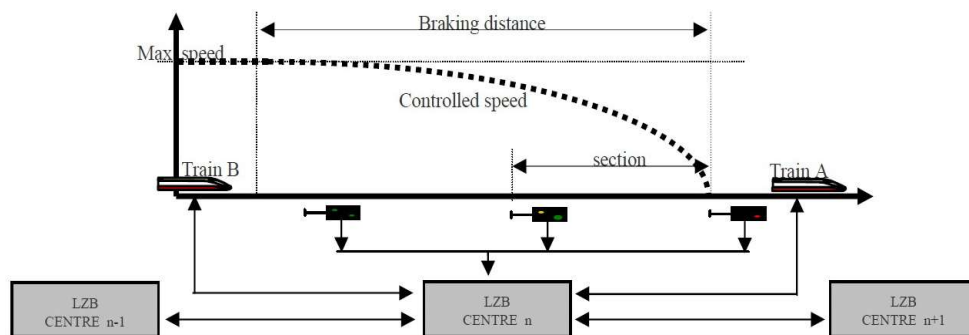 Braking distance
Max. speed
Controlled speed
section
Train B
Train A
LZB
CENTRE n-1
LZB
CENTRE n
LZB
CENTRE n+1